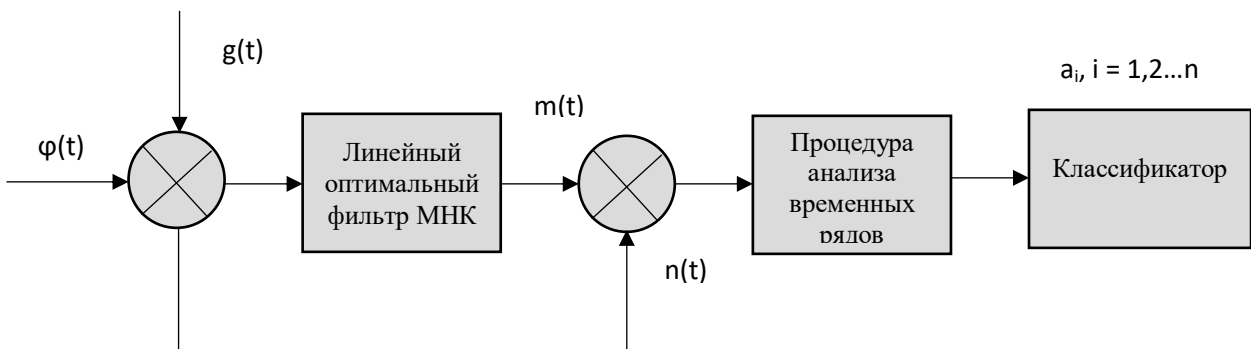 g(t)
φ(t)
Линейный
оптимальный
фильтр МНК
m(t)
n(t)
Процедура
анализа
временных
рядов
aᵢ, i = 1,2...n
Классификатор